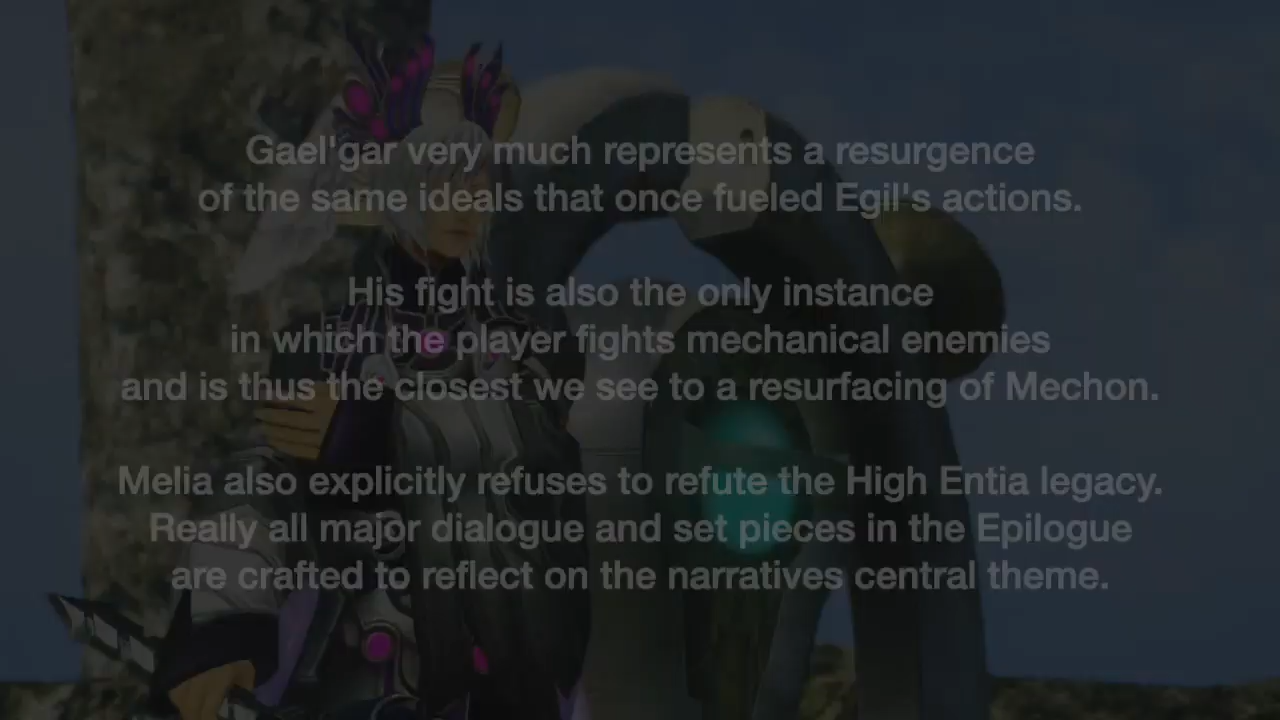 Gael'gar very much represents a resurgence
of the same ideals that once fueled Egil's actions.
His fight is also the only instance
in which the player fights mechanical enemies
and is thus the closest we see to a resurfacing of Mechon.
Melia also explicitly refuses to refute the High Entia legacy.
Really all major dialogue and set pieces in the Epilogue
are crafted to reflect on the narratives central theme.